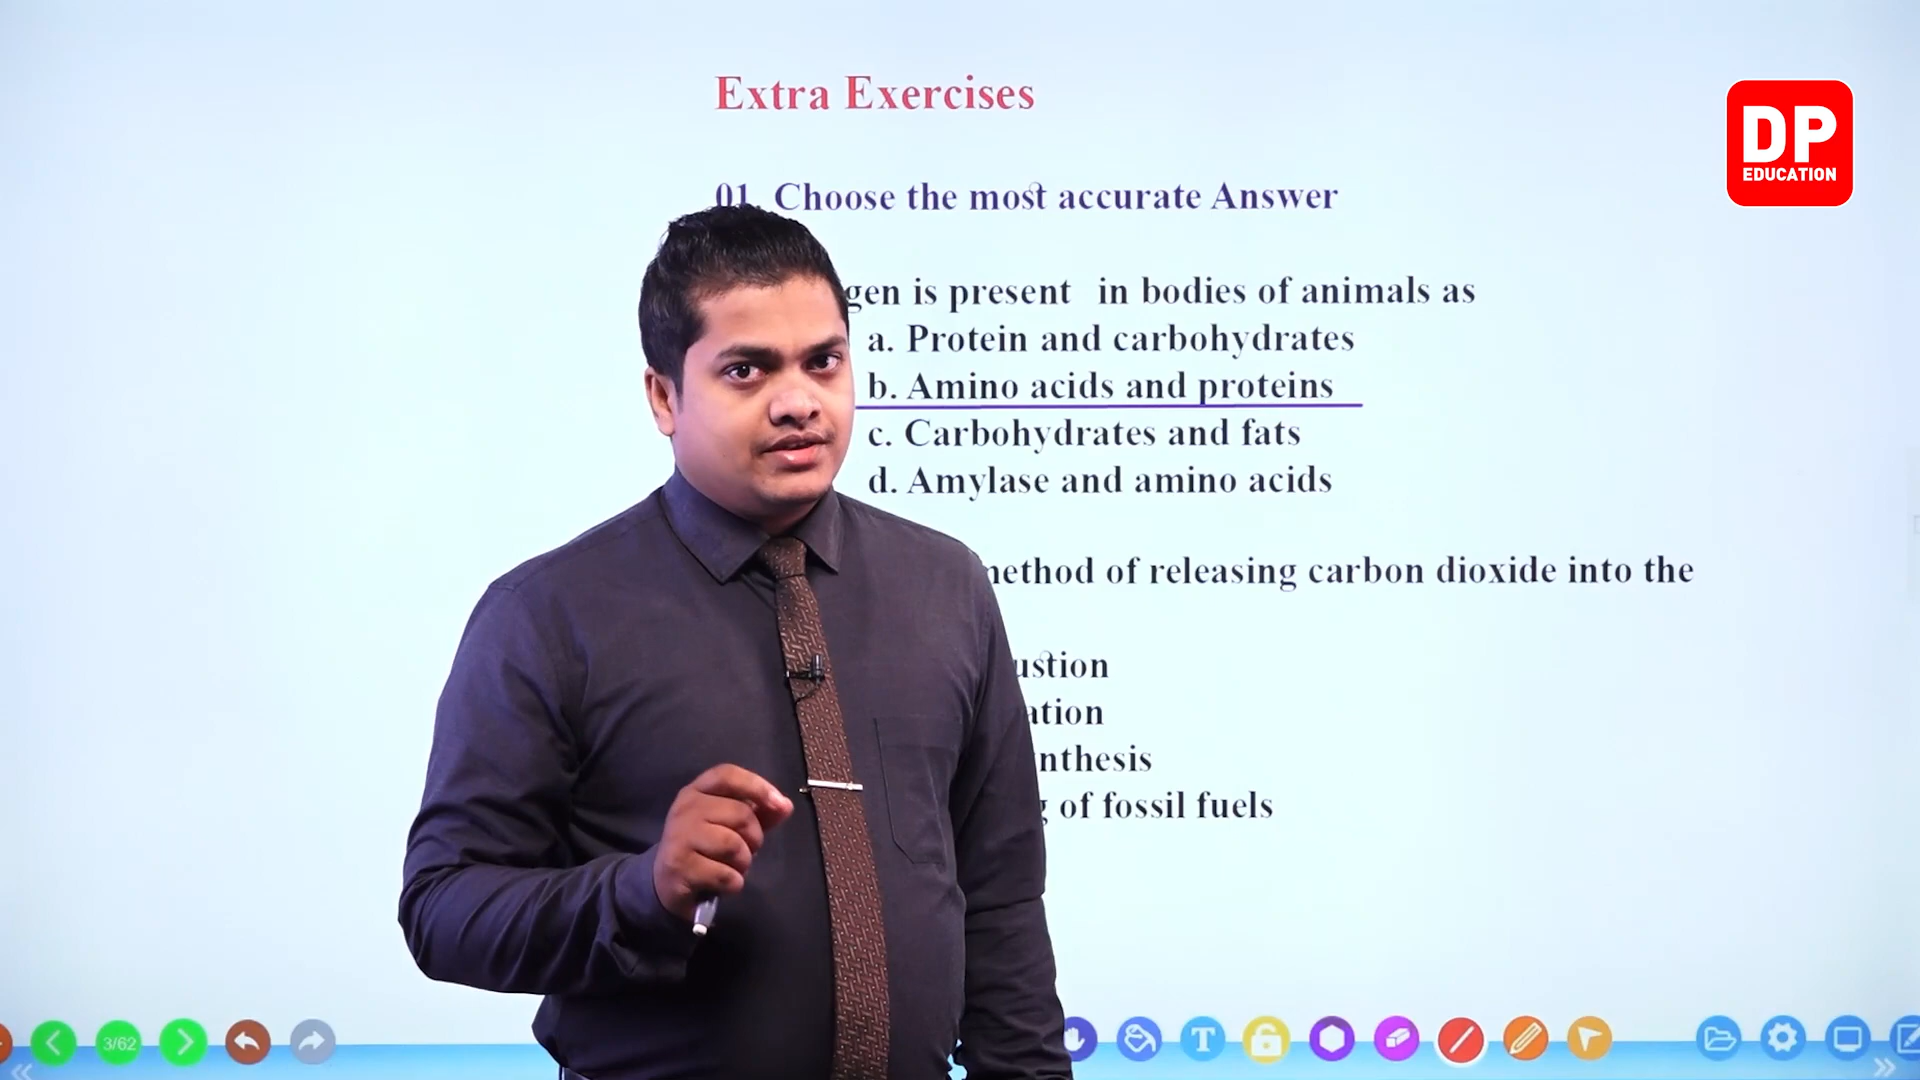 Extra Exercises
DP
EDUCATION
01. Choose the most accurate Answer
gen is present in bodies of animals as
a. Protein and carbohydrates
b. Amino acids and proteins
c. Carbohydrates and fats
d. Amylase and amino acids
method of releasing carbon dioxide into the
ustion
ation
nthesis
g of fossil fuels
3/62
T